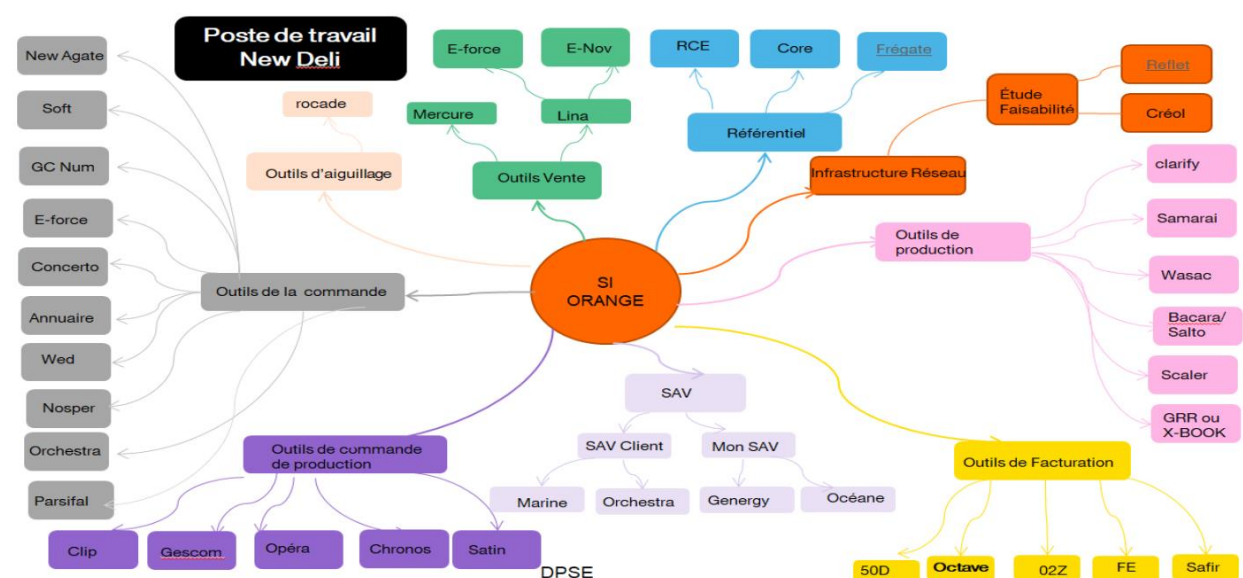 Poste de travail
New Deli
New Agate
Soft
GC Num
E-force
Concerto
Annuaire
Wed
Nosper
Orchestra
Parsifal
Outils de la commande
rocade
Outils d'aiguillage
E-force
E-Nov
Mercure
Lina
Outils Vente
RCE
Core
Frégate
Référentiel
Étude
Faisabilité
Reflet
Créol
Infrastructure Réseau
SI
ORANGE
Outils de
production
clarify
Samarai
Wasac
Bacara/
Salto
Scaler
GRR ou
X-BOOK
SAV
SAV Client
Mon SAV
Marine
Orchestra
Genergy
Océane
Outils de commande
de production
Clip
Gescom
Opéra
Chronos
Satin
DPSE
Outils de Facturation
50D
Octave
02Z
FE
Safir